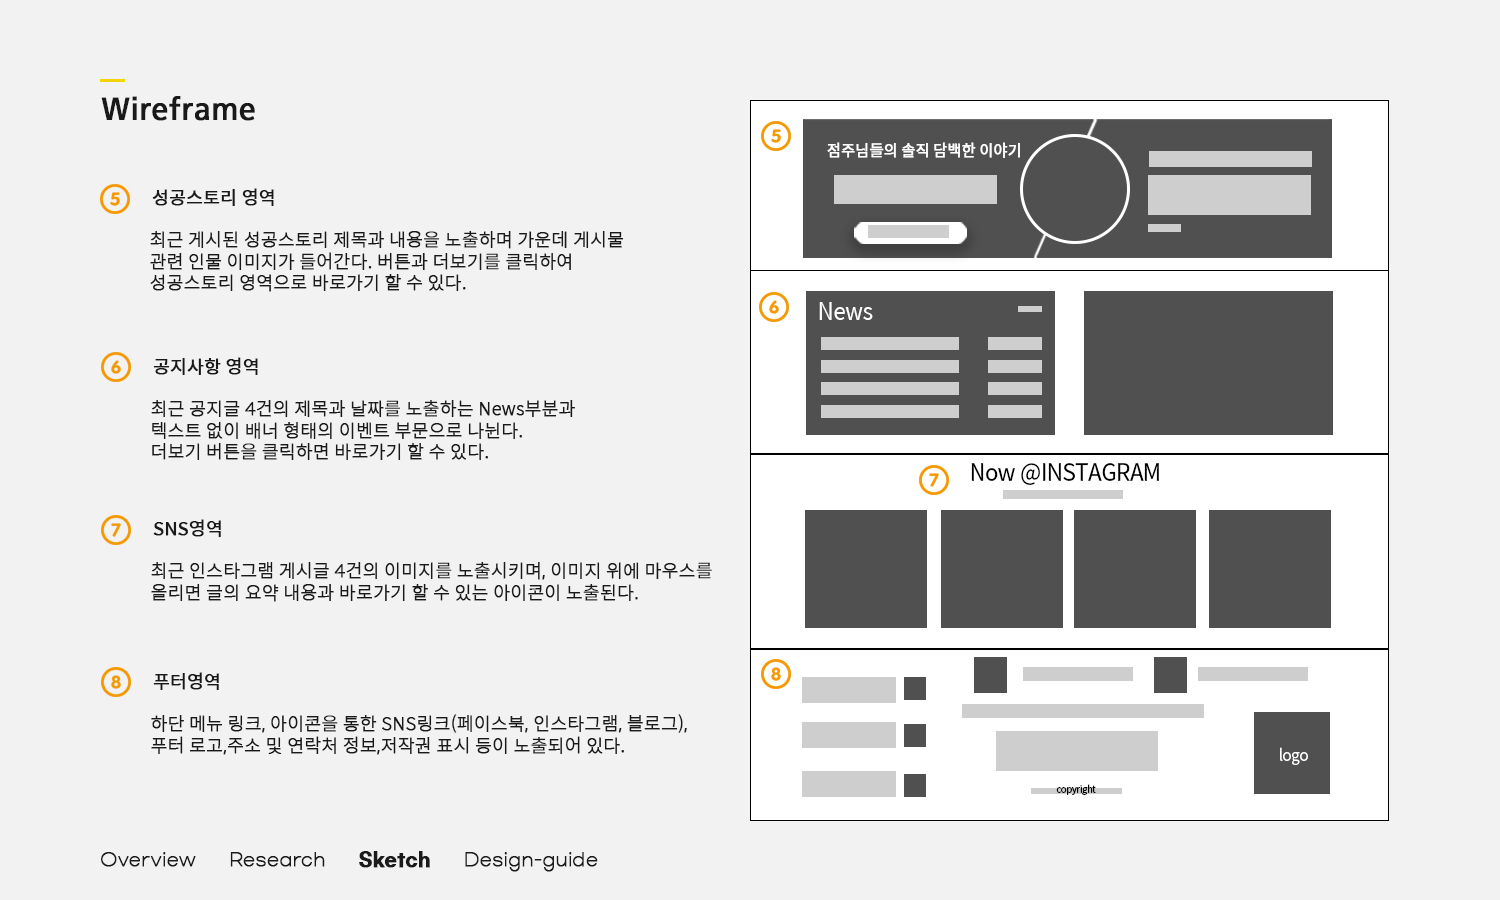 Wireframe
5 성공스토리 영역
최근 게시된 성공스토리 제목과 내용을 노출하며 가운데 게시물
관련 인물 이미지가 들어간다. 버튼과 더보기를 클릭하여
성공스토리 영역으로 바로가기 할 수 있다.
6 공지사항 영역
최근 공지글 4건의 제목과 날짜를 노출하는 News부분과
텍스트 없이 배너 형태의 이벤트 부문으로 나뉜다.
더보기 버튼을 클릭하면 바로가기 할 수 있다.
7 SNS영역
최근 인스타그램 게시글 4건의 이미지를 노출시키며, 이미지 위에 마우스를
올리면 글의 요약 내용과 바로가기 할 수 있는 아이콘이 노출된다.
8 푸터영역
하단 메뉴 링크, 아이콘을 통한 SNS링크(페이스북, 인스타그램, 블로그),
푸터 로고,주소 및 연락처 정보,저작권 표시 등이 노출되어 있다.
5
점주님들의 솔직 담백한 이야기
6
News
7 Now @INSTAGRAM
8
logo
copyright
Overview Research Sketch Design-guide